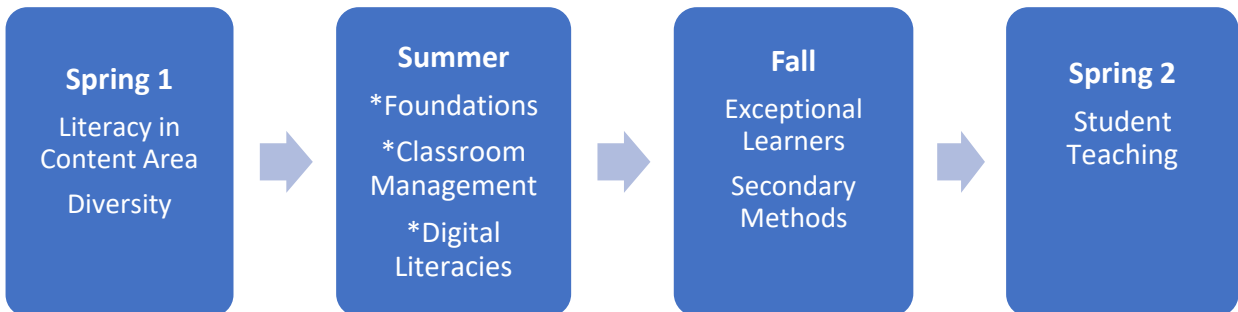 Spring 1
Literacy in
Content Area
Diversity
Summer
*Foundations
*Classroom
Management
*Digital
Literacies
Fall
Exceptional
Learners
Secondary
Methods
Spring 2
Student
Teaching